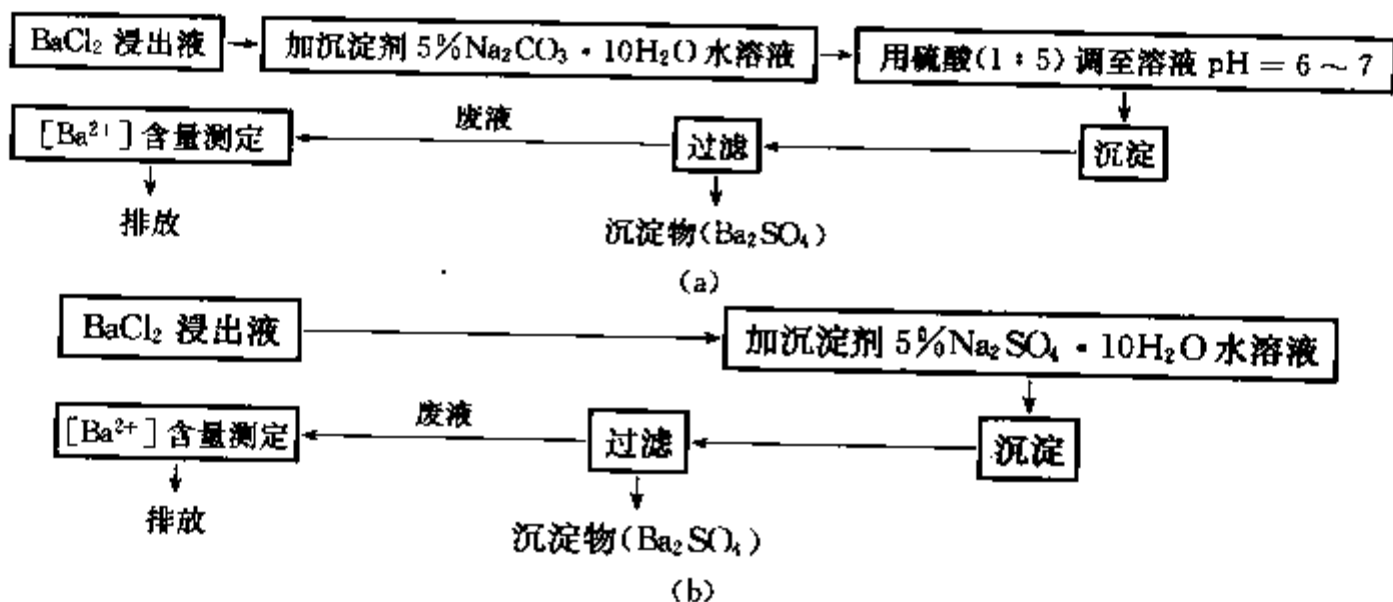 BaCl₂ 浸出液
加沉淀剂 5%Na₂CO₃·10H₂O 水溶液
用硫酸(1:5)调至溶液 pH = 6～7
沉淀
过滤
废液
[Ba²⁺]含量测定
排放
沉淀物(Ba₂SO₄)
(a)
BaCl₂ 浸出液
加沉淀剂 5%Na₂SO₄·10H₂O 水溶液
沉淀
过滤
废液
[Ba²⁺]含量测定
排放
沉淀物(Ba₂SO₄)
(b)